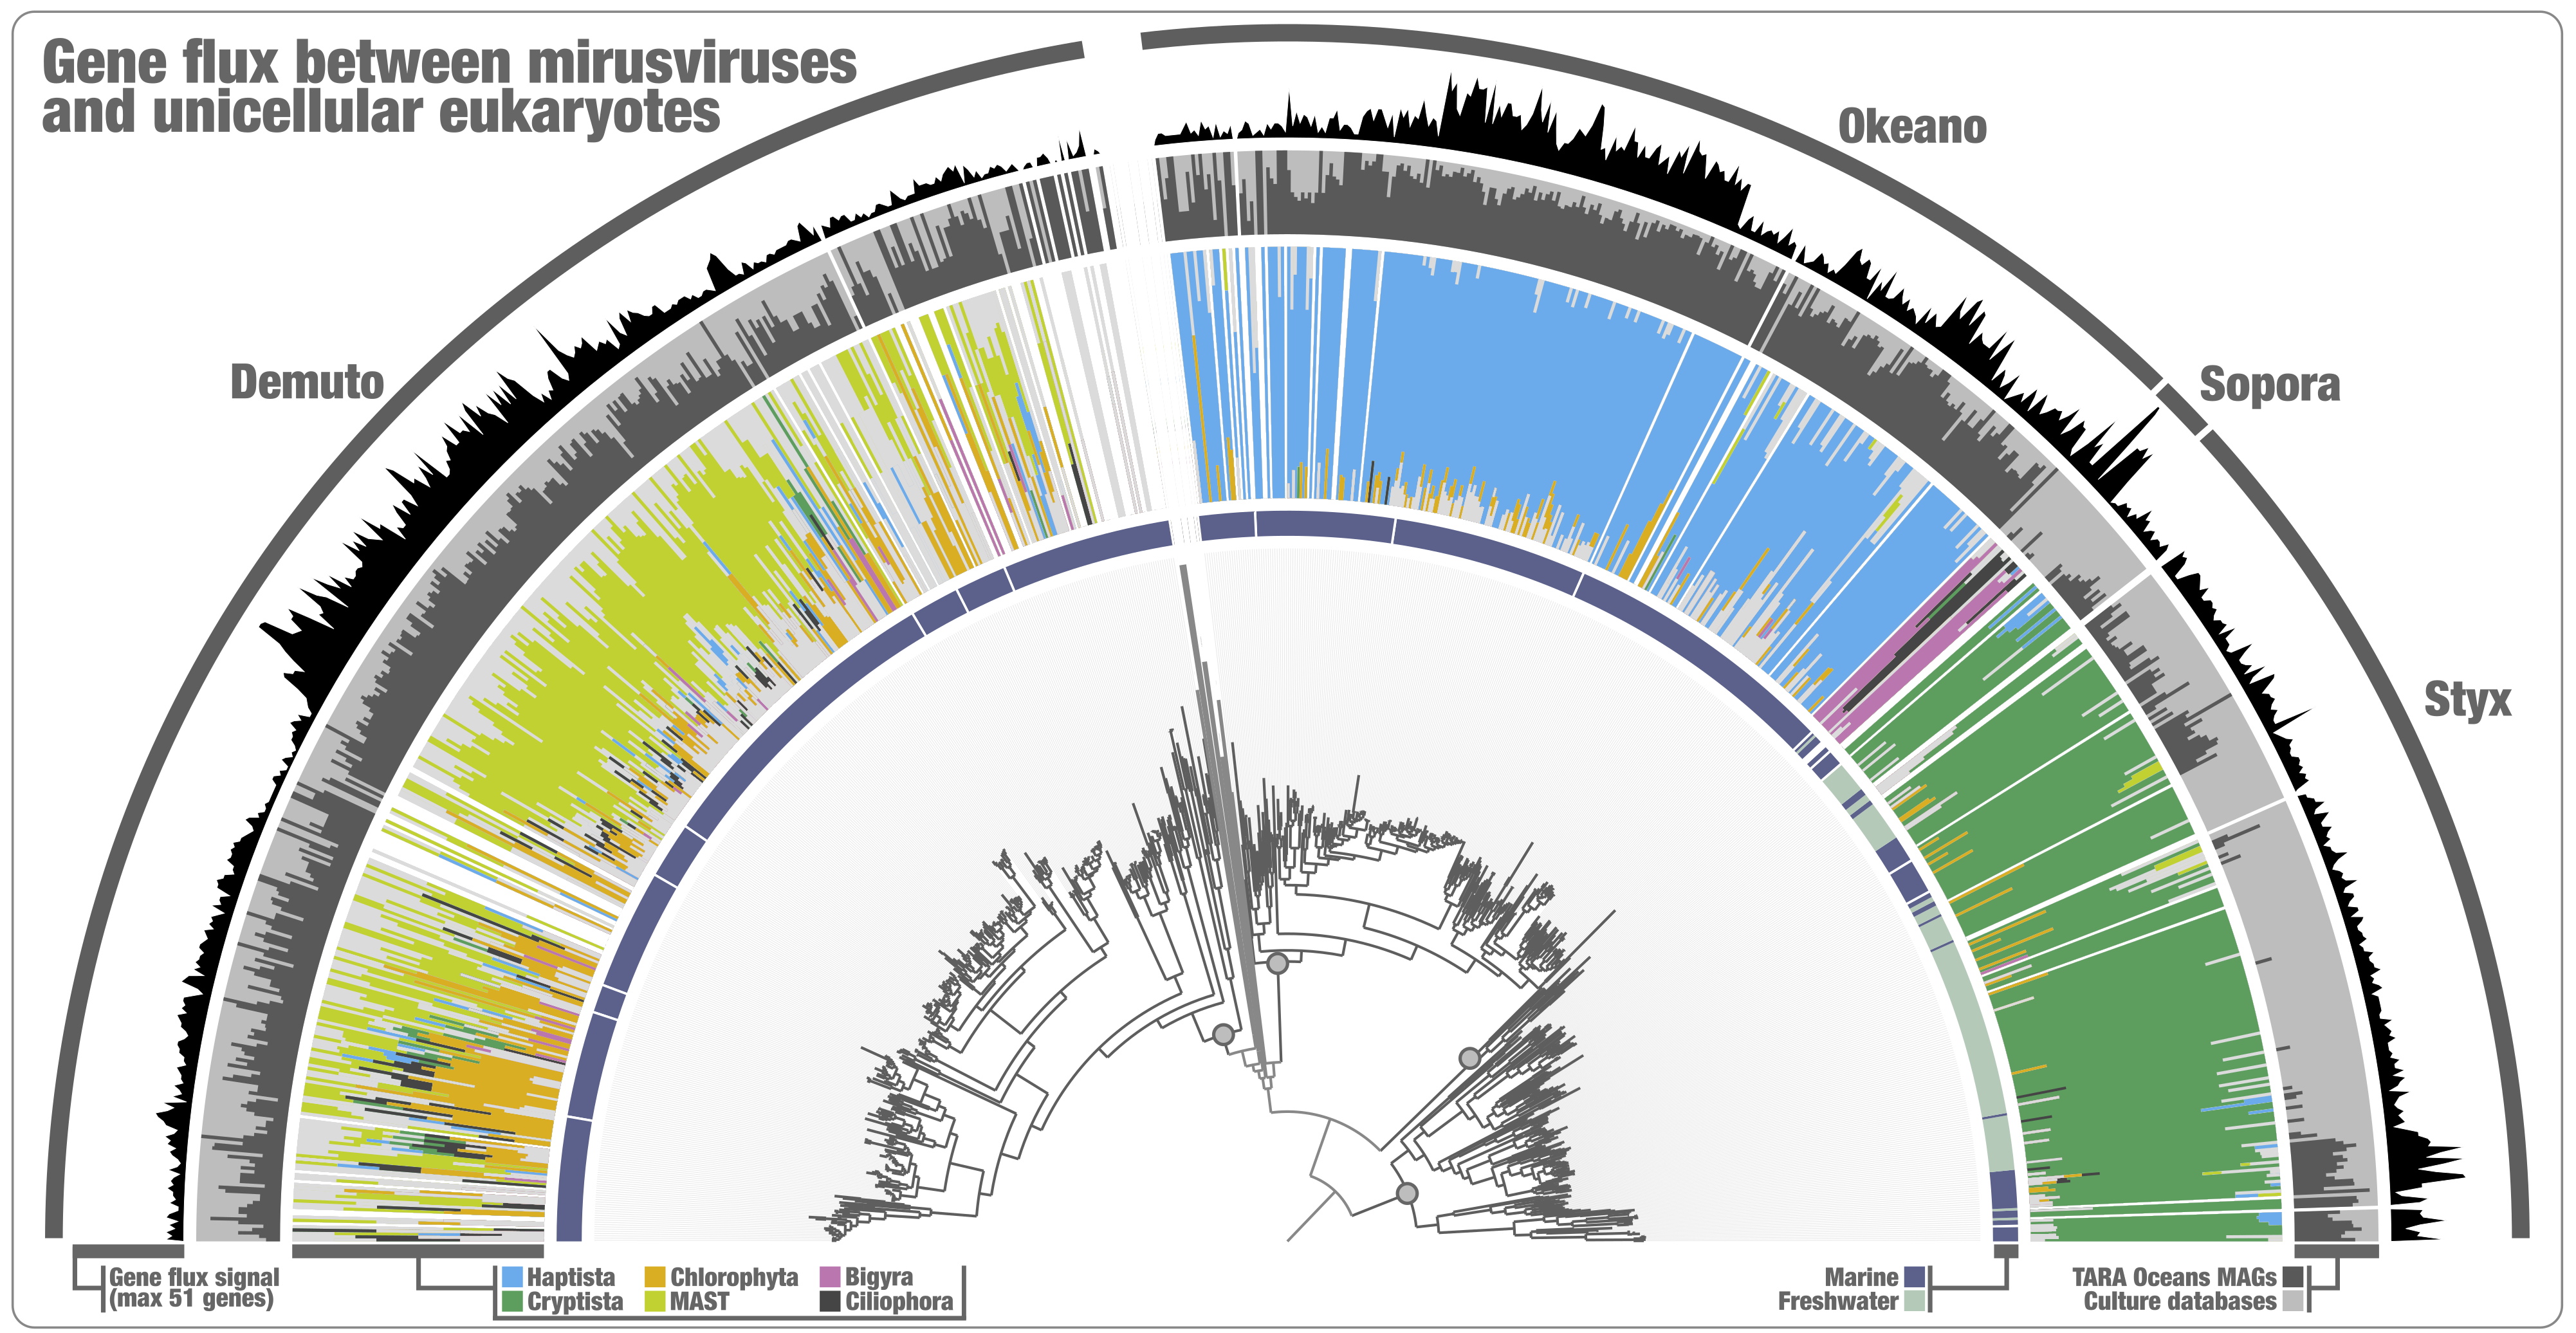 Gene flux between mirusviruses
and unicellular eukaryotes
Okeano
Demuto
Sopora
Styx
Gene flux signal
(max 51 genes)
Haptista
Chlorophyta
Bigyra
Cryptista
MAST
Ciliophora
Marine
Freshwater
TARA Oceans MAGs
Culture databases